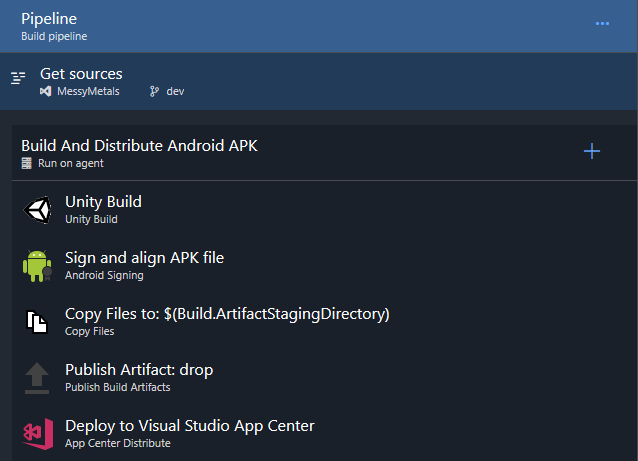 Pipeline
Build pipeline
Get sources
MessyMetals dev
Build And Distribute Android APK
Run on agent
Unity Build
Unity Build
Sign and align APK file
Android Signing
Copy Files to: $(Build.ArtifactStagingDirectory)
Copy Files
Publish Artifact: drop
Publish Build Artifacts
Deploy to Visual Studio App Center
App Center Distribute